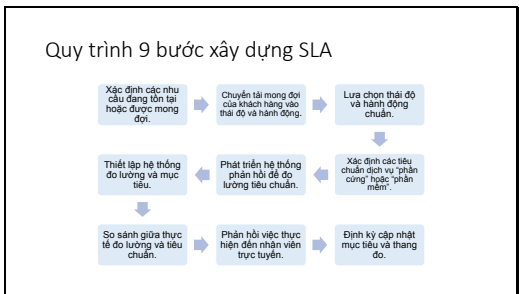 Quy trình 9 bước xây dựng SLA
Xác định các nhu
cầu đang tồn tại
hoặc được mong
đợi.
Chuyển tải mong đợi
của khách hàng vào
thái độ và hành động.
Lưa chọn thái độ
và hành động
chuẩn.
Xác định các tiêu
chuẩn dịch vụ “phần
cứng” hoặc “phần
mềm”.
Phát triển hệ thống
phản hồi để đo
lường tiêu chuẩn.
Thiết lập hệ thống
đo lường và mục
tiêu.
So sánh giữa thực
tế đo lường và tiêu
chuẩn.
Phản hồi việc thực
hiện đến nhân viên
trực tuyến.
Định kỳ cập nhật
mục tiêu và thang
đo.